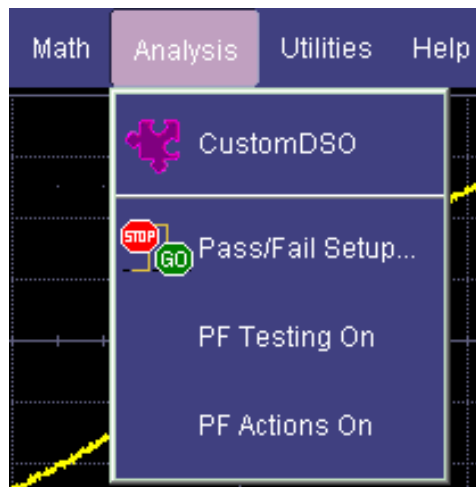 Math Analysis Utilities Help
CustomDSO
STOP
GO
Pass/Fail Setup...
PF Testing On
PF Actions On